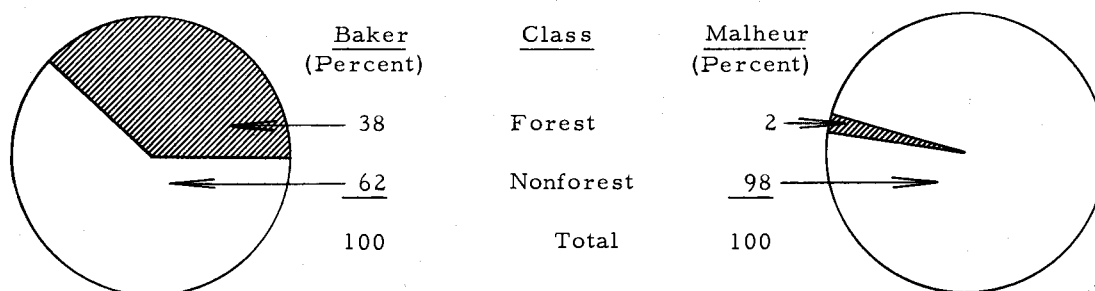 Baker Class Malheur
(Percent) (Percent)
38 Forest 2
62 Nonforest 98
100 Total 100